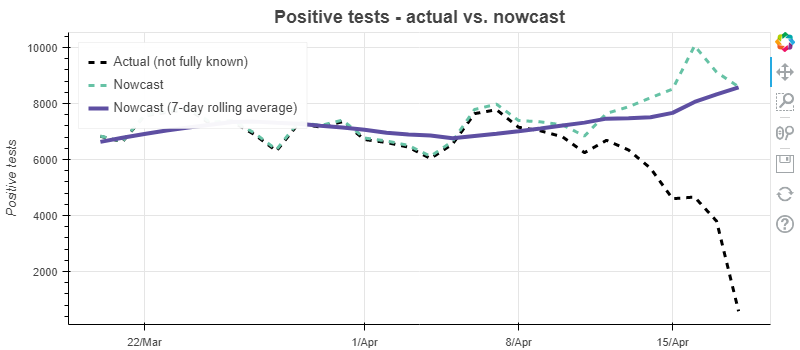 Positive tests - actual vs. nowcast
Actual (not fully known)
Nowcast
Nowcast (7-day rolling average)
Positive tests
10000
8000
6000
4000
2000
22/Mar
1/Apr
8/Apr
15/Apr